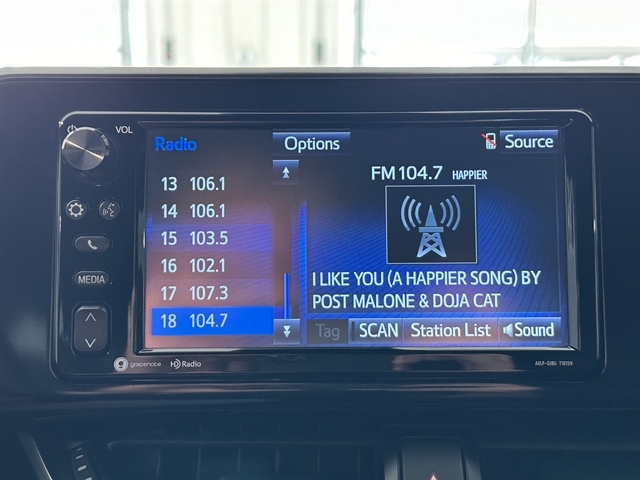 VOL
Radio
Options
Source
13 106.1
14 106.1
15 103.5
16 102.1
17 107.3
18 104.7
FM 104.7 HAPPIER
I LIKE YOU (A HAPPIER SONG) BY
POST MALONE & DOJA CAT
Tag
SCAN
Station List
Sound
MEDIA
gracenote
HD Radio